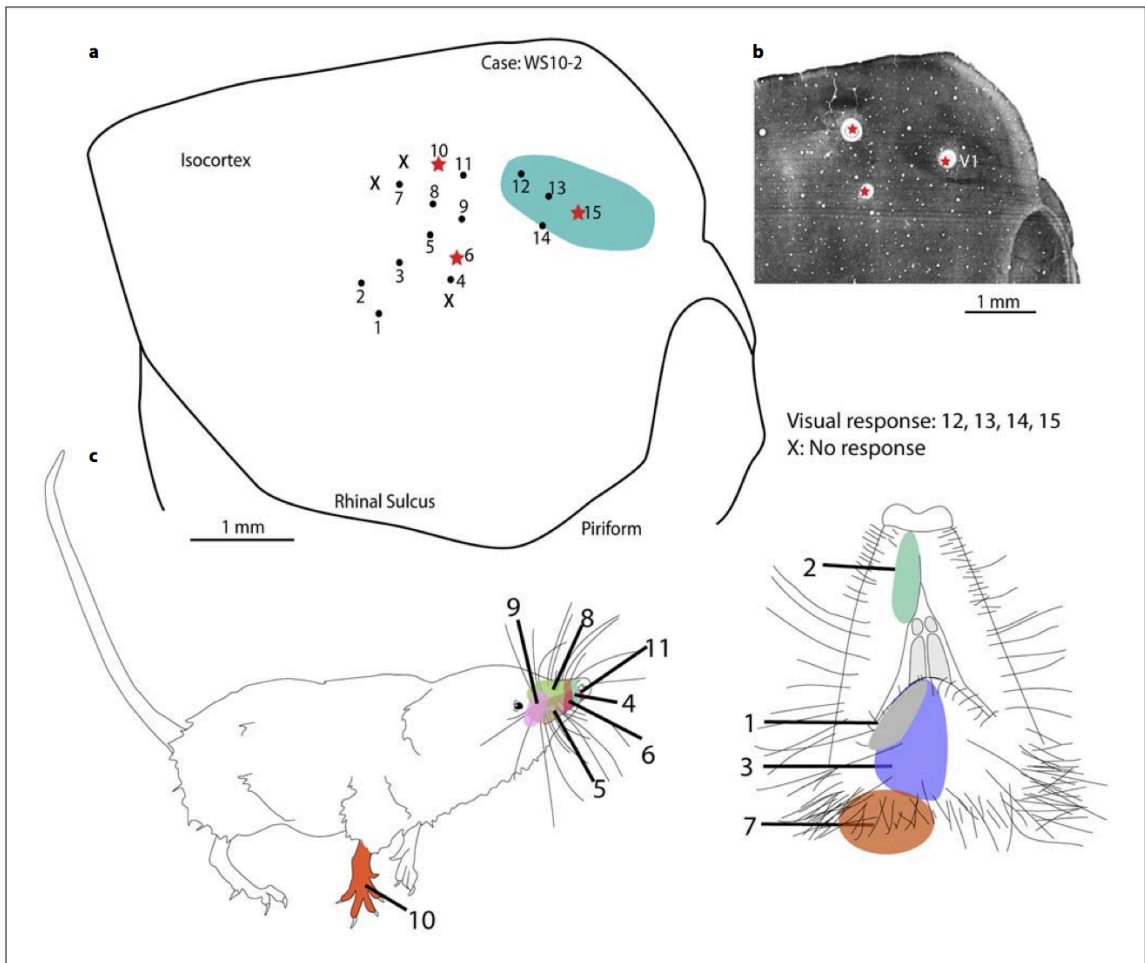 a
Case: WS10-2
b
Isocortex
X
10
11
X
7
8
9
12
13
15
14
5
6
3
4
2
X
1
V1
1 mm
Visual response: 12, 13, 14, 15
X: No response
c
Rhinal Sulcus
1 mm
Piriform
9
8
11
4
6
5
10
2
1
3
7